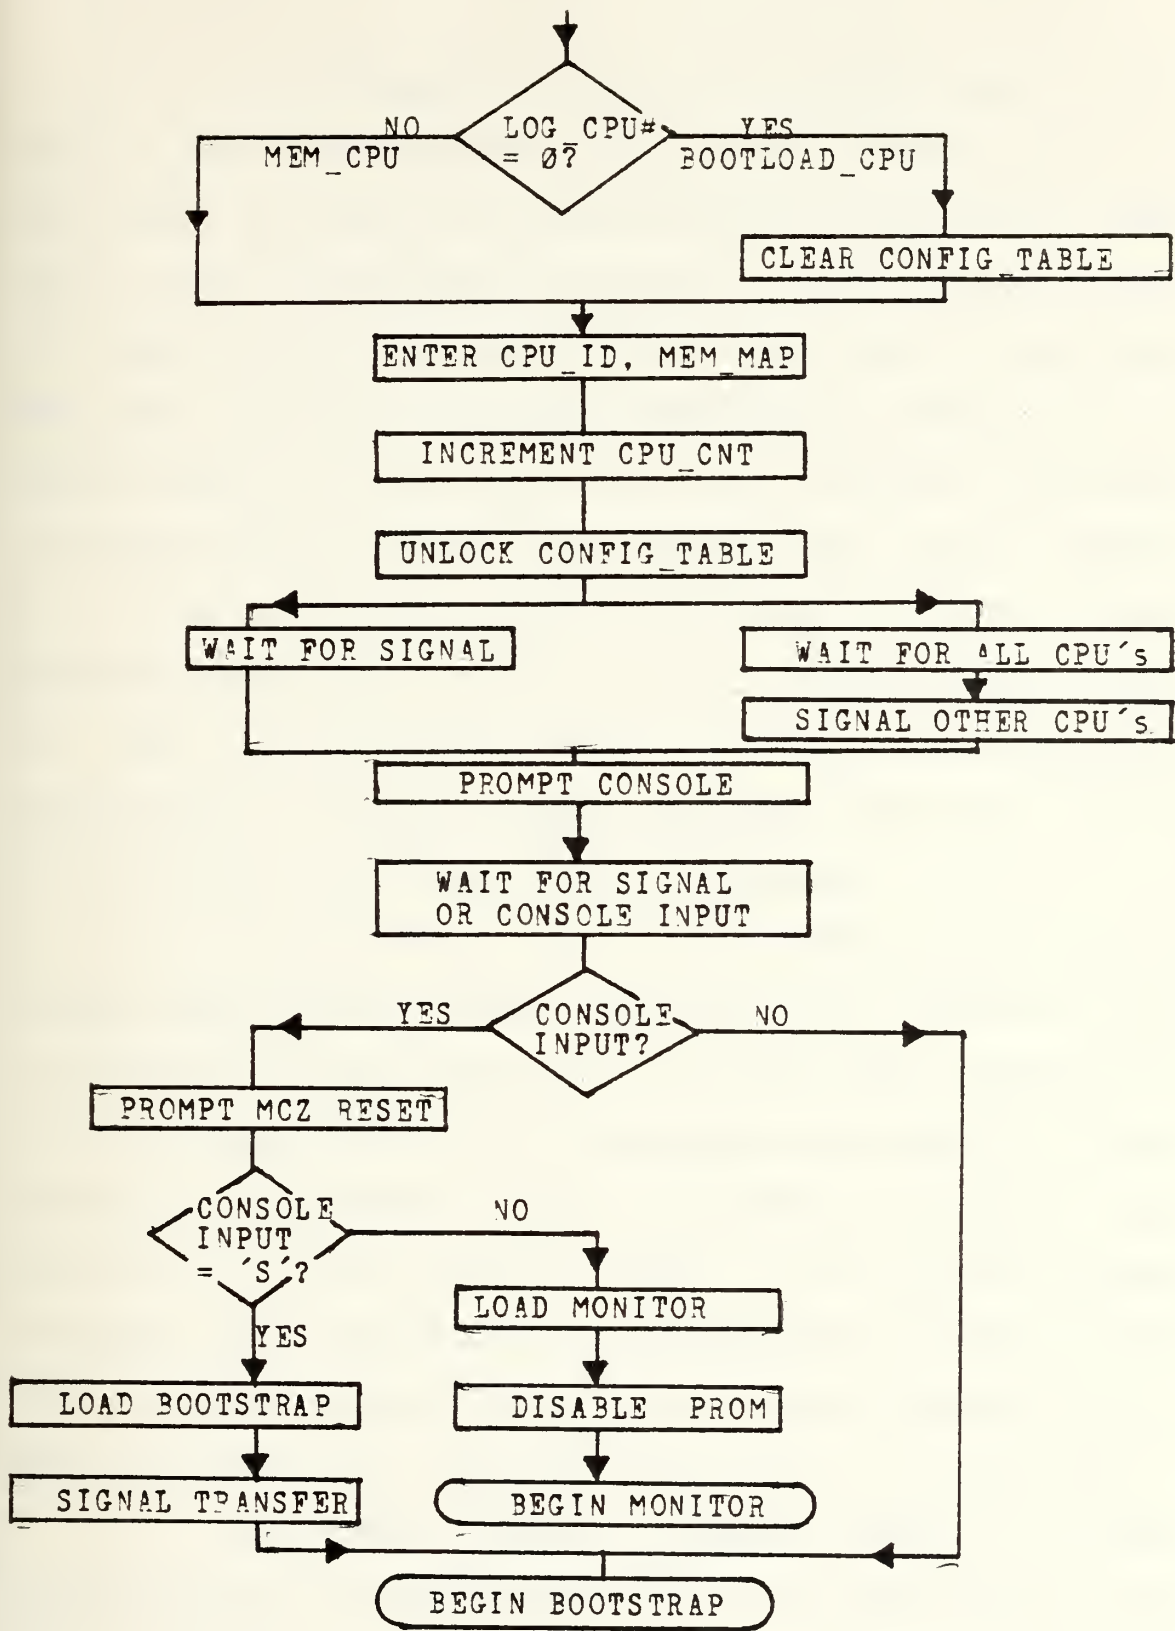 LOG_CPU#
= Ø?
NO
MEM_CPU
YES
BOOTLOAD_CPU
CLEAR CONFIG_TABLE
ENTER CPU_ID, MEM_MAP
INCREMENT CPU_CNT
UNLOCK CONFIG_TABLE
WAIT FOR SIGNAL
WAIT FOR ALL CPU´s
SIGNAL OTHER CPU´s
PROMPT CONSOLE
WAIT FOR SIGNAL
OR CONSOLE INPUT
YES
CONSOLE
INPUT?
NO
PROMPT MCZ RESET
CONSOLE
INPUT
= ´S´?
NO
YES
LOAD MONITOR
LOAD BOOTSTRAP
DISABLE PROM
SIGNAL TRANSFER
BEGIN MONITOR
BEGIN BOOTSTRAP